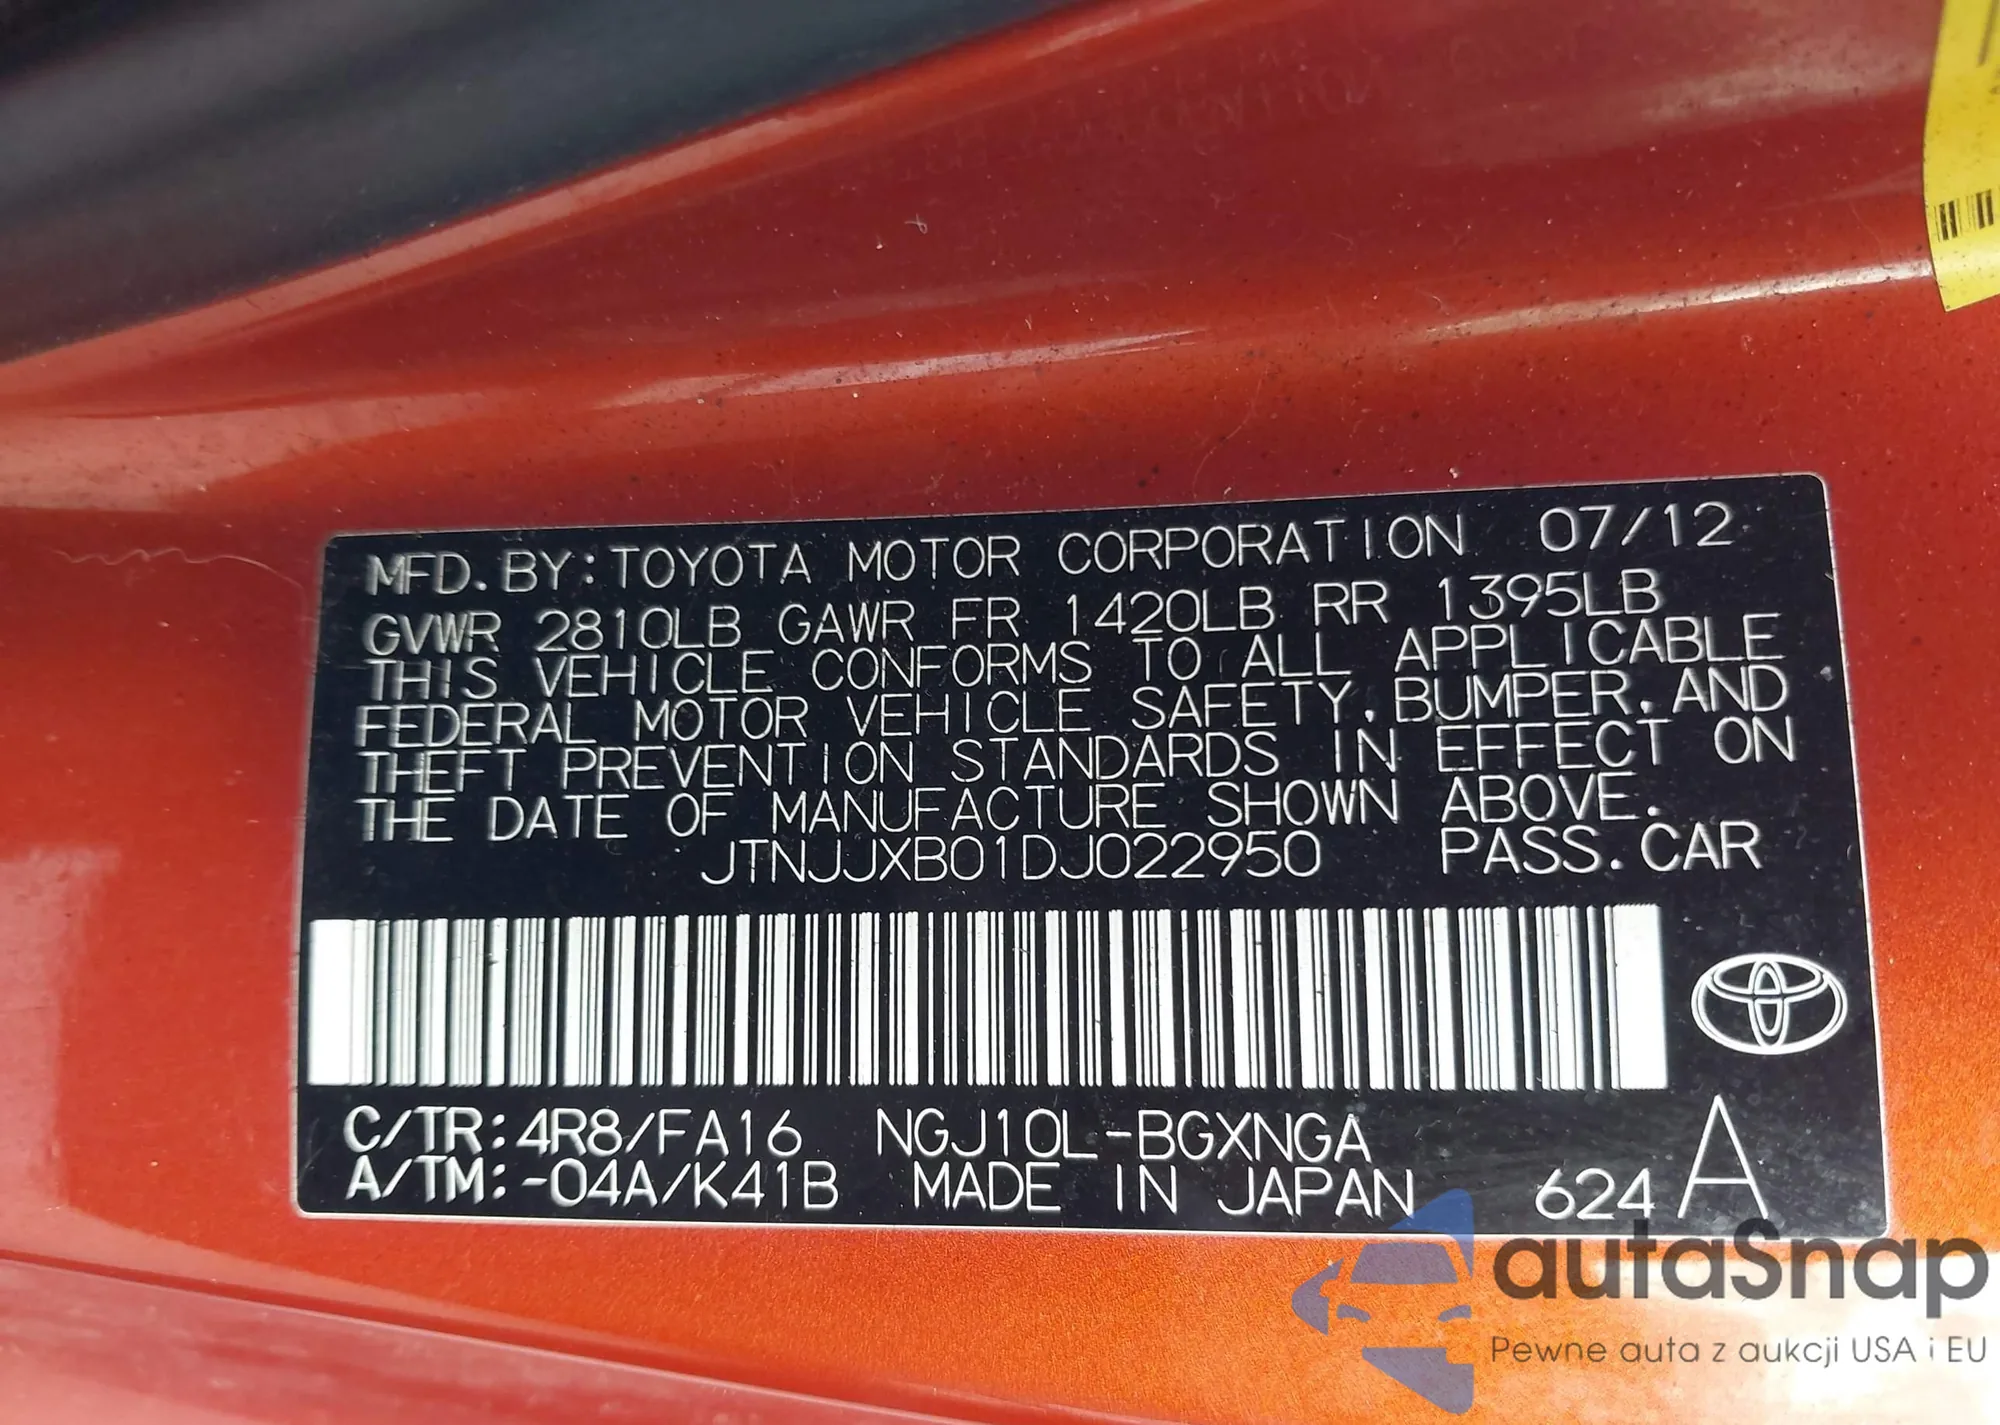 MFD. BY: TOYOTA MOTOR CORPORATION 07/12
GVWR 2810LB GAWR FR 1420LB RR 1395LB
THIS VEHICLE CONFORMS TO ALL APPLICABLE
FEDERAL MOTOR VEHICLE SAFETY, BUMPER, AND
THEFT PREVENTION STANDARDS IN EFFECT ON
THE DATE OF MANUFACTURE SHOWN ABOVE.
JTNJJXB01DJ022950 PASS. CAR
C/TR: 4R8/FA16 NGJ10L-BGXNGA
A/TM: -04A/K41B MADE IN JAPAN 624 A
autaSnap
Pewne auta z aukcji USA i EU